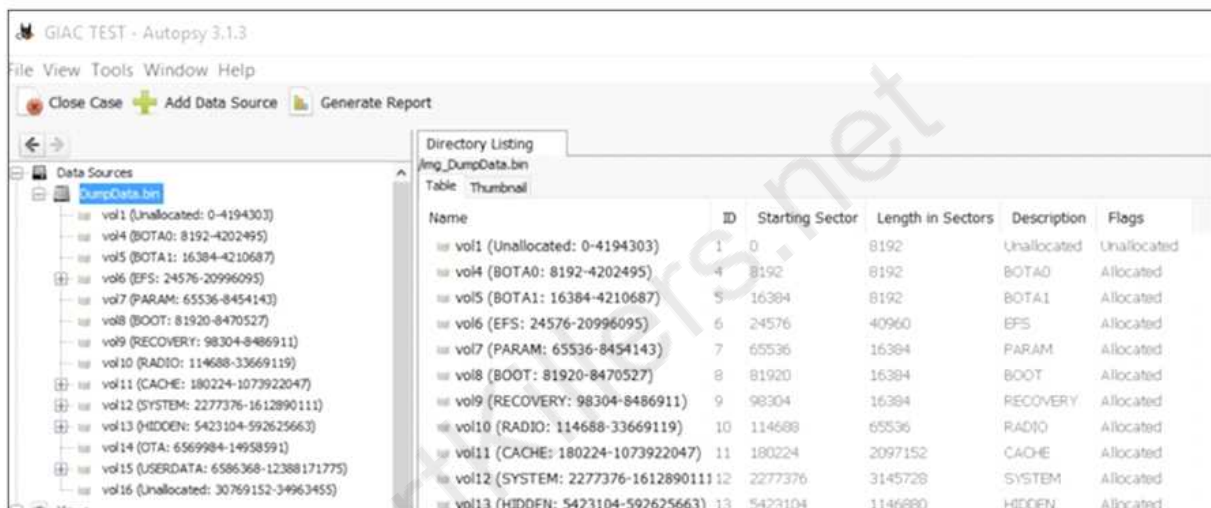 GIAC TEST - Autopsy 3.1.3
File View Tools Window Help
Close Case Add Data Source Generate Report
Data Sources
DumpData.bin
vol1 (Unallocated: 0-4194303)
vol4 (BOTA0: 8192-4202495)
vol5 (BOTA1: 16384-4210687)
vol6 (EFS: 24576-20996095)
vol7 (PARAM: 65536-8454143)
vol8 (BOOT: 81920-8470527)
vol9 (RECOVERY: 98304-8486911)
vol10 (RADIO: 114688-33669119)
vol11 (CACHE: 180224-1073922047)
vol12 (SYSTEM: 2277376-1612890111)
vol13 (HIDDEN: 5423104-592625663)
vol14 (OTA: 6569984-14958591)
vol15 (USERDATA: 6586368-12388171775)
vol16 (Unallocated: 30769152-34963455)
Directory Listing
/img_DumpData.bin
Table Thumbnail
Name ID Starting Sector Length in Sectors Description Flags
vol1 (Unallocated: 0-4194303) 1 0 8192 Unallocated Unallocated
vol4 (BOTA0: 8192-4202495) 4 8192 8192 BOTA0 Allocated
vol5 (BOTA1: 16384-4210687) 5 16384 8192 BOTA1 Allocated
vol6 (EFS: 24576-20996095) 6 24576 40960 EFS Allocated
vol7 (PARAM: 65536-8454143) 7 65536 16384 PARAM Allocated
vol8 (BOOT: 81920-8470527) 8 81920 16384 BOOT Allocated
vol9 (RECOVERY: 98304-8486911) 9 98304 16384 RECOVERY Allocated
vol10 (RADIO: 114688-33669119) 10 114688 65536 RADIO Allocated
vol11 (CACHE: 180224-1073922047) 11 180224 2097152 CACHE Allocated
vol12 (SYSTEM: 2277376-1612890111 12 2277376 3145728 SYSTEM Allocated
vol13 (HIDDEN: 5423104-592625663) 13 5423104 1146880 HIDDEN Allocated